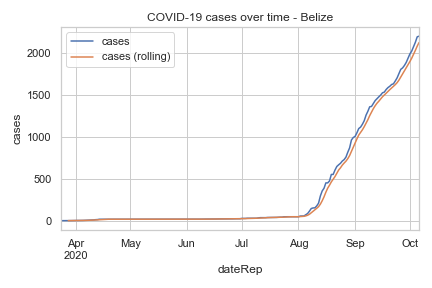 COVID-19 cases over time - Belize
cases
cases (rolling)
2000
1500
1000
500
0
cases
Apr May Jun Jul Aug Sep Oct
2020
dateRep